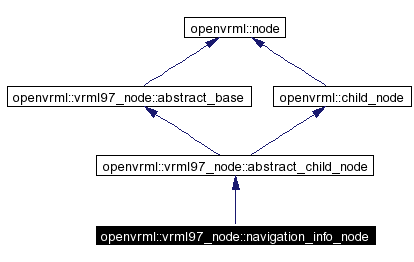 openvrml::node
openvrml::vrml97_node::abstract_base
openvrml::child_node
openvrml::vrml97_node::abstract_child_node
openvrml::vrml97_node::navigation_info_node